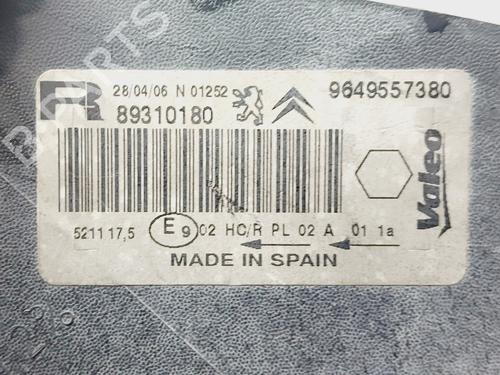 28/04/06 N 01252
89310180
9649557380
Valeo
5211 17,5 E 9 02 HC/R PL 02 A 01 1a
MADE IN SPAIN